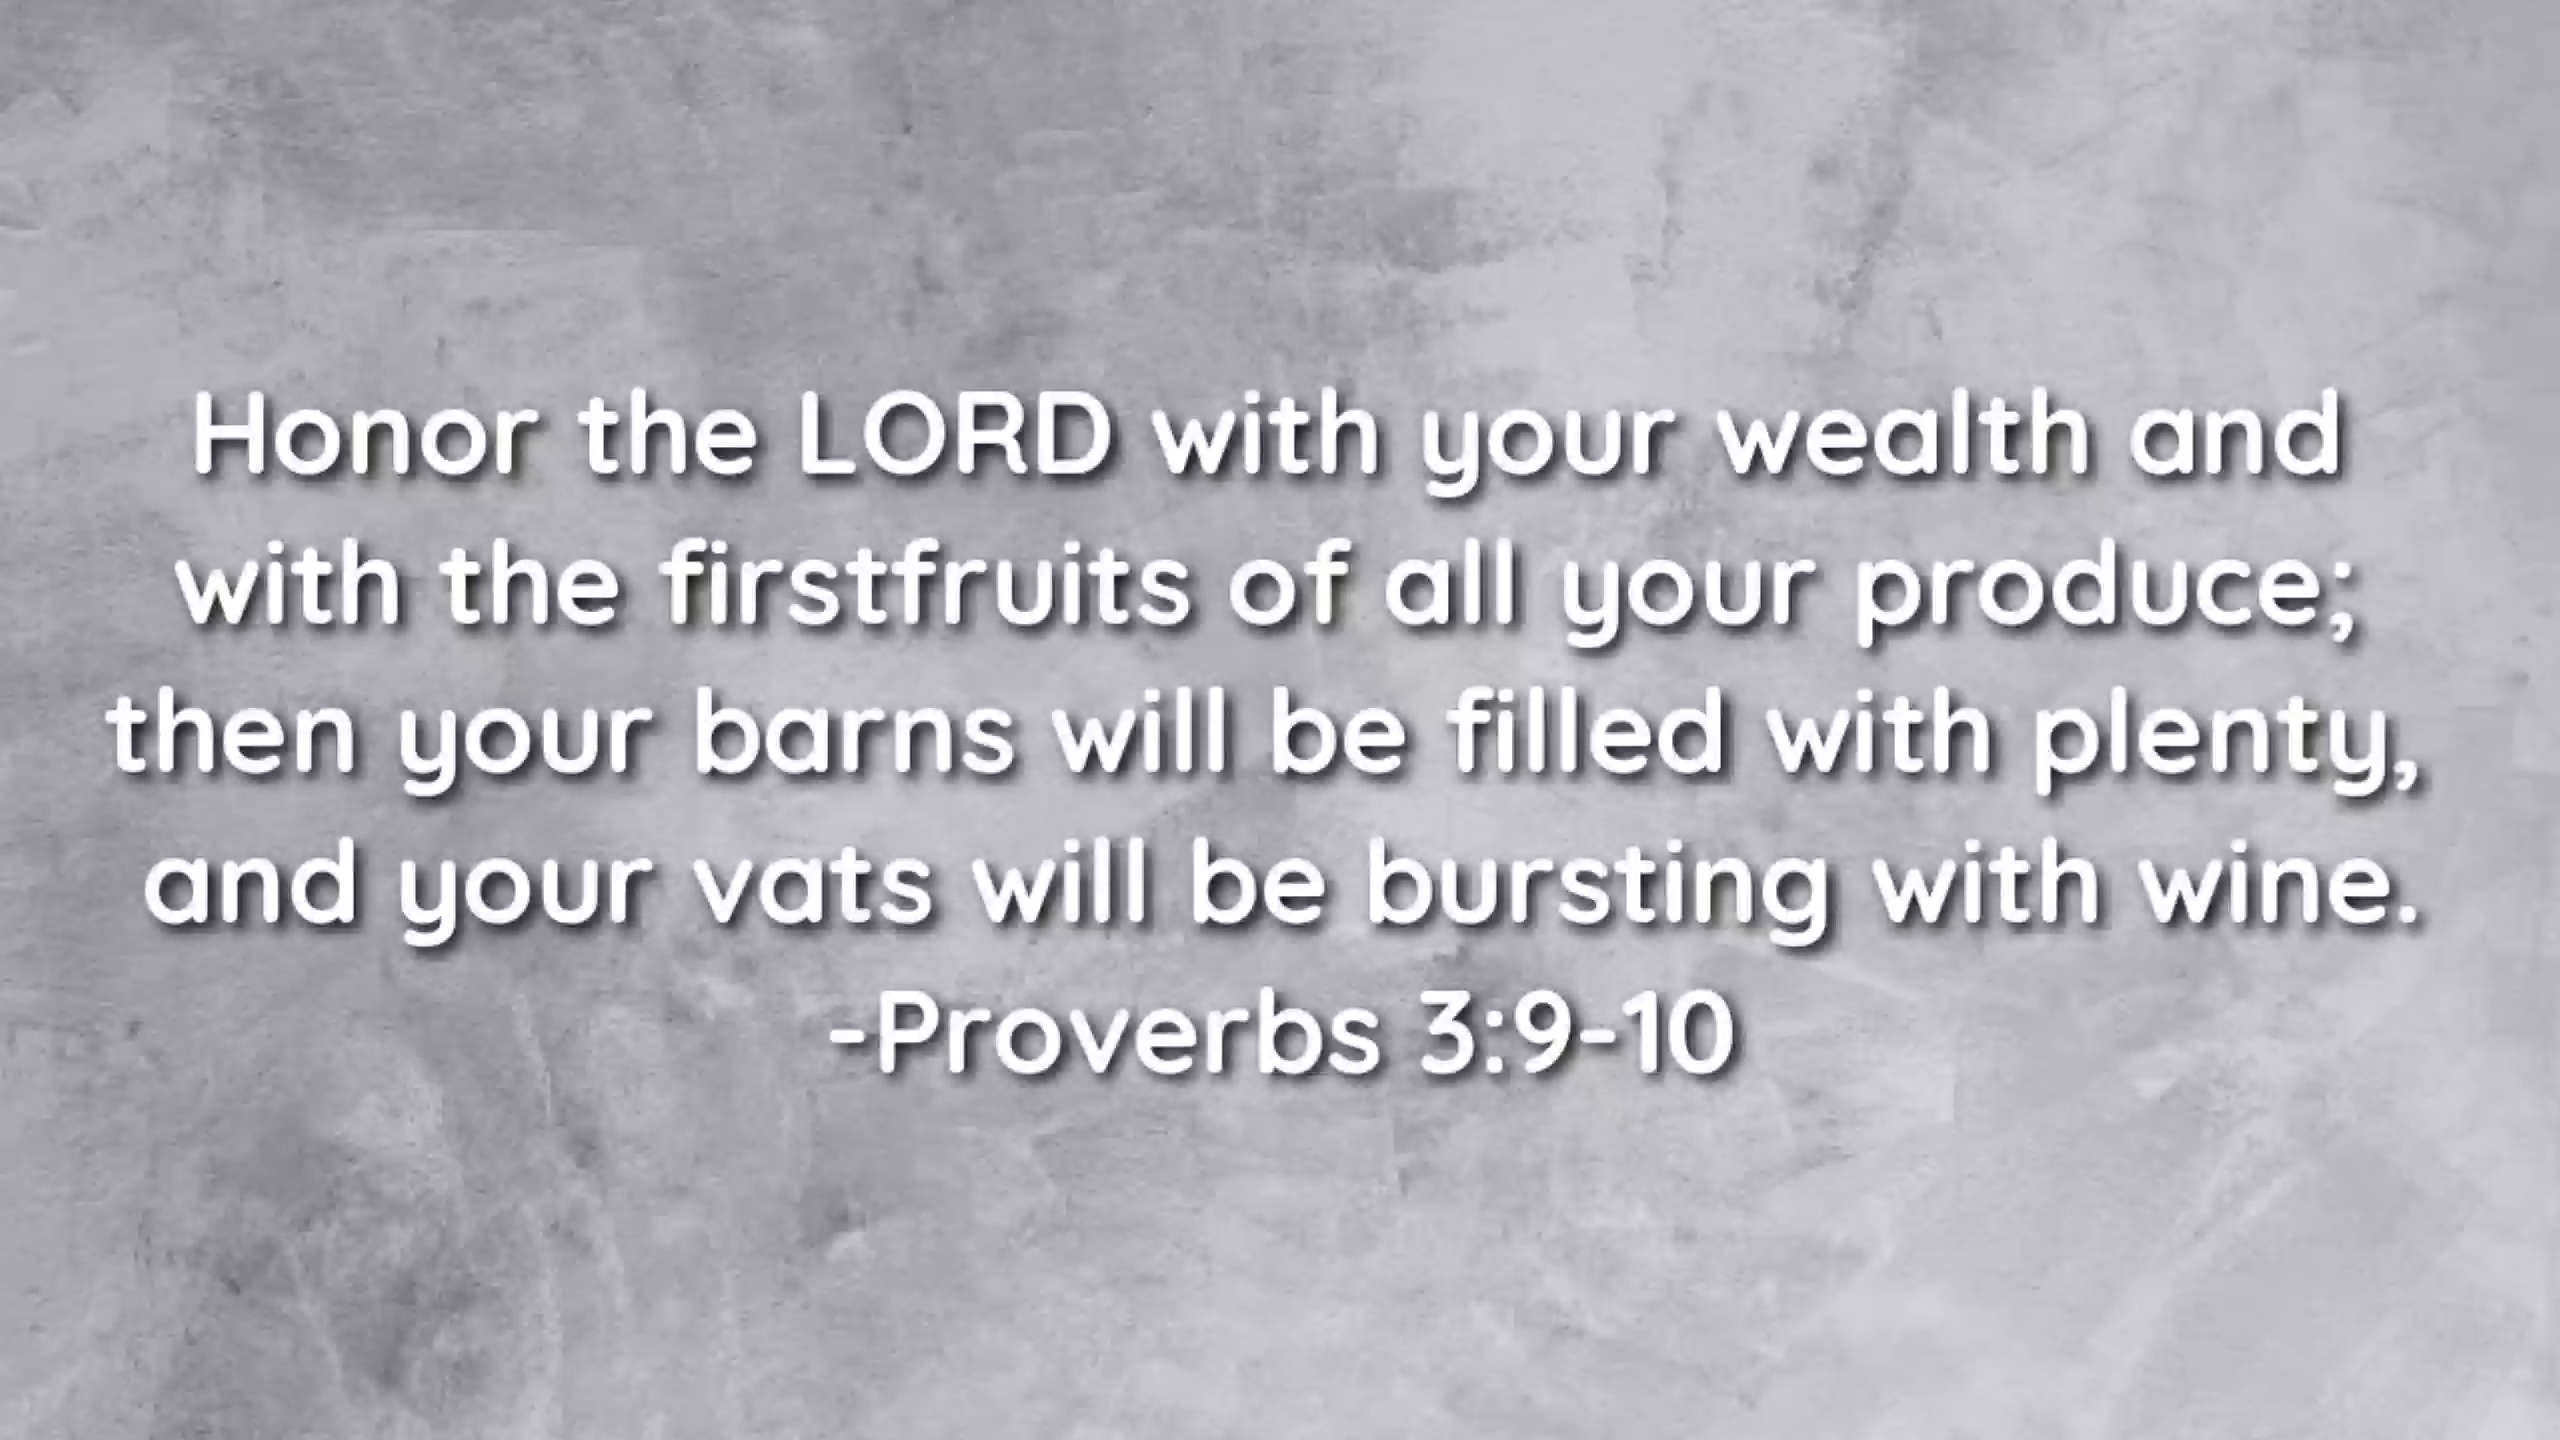 Honor the LORD with your wealth and
with the firstfruits of all your produce;
then your barns will be filled with plenty,
and your vats will be bursting with wine.
-Proverbs 3:9-10